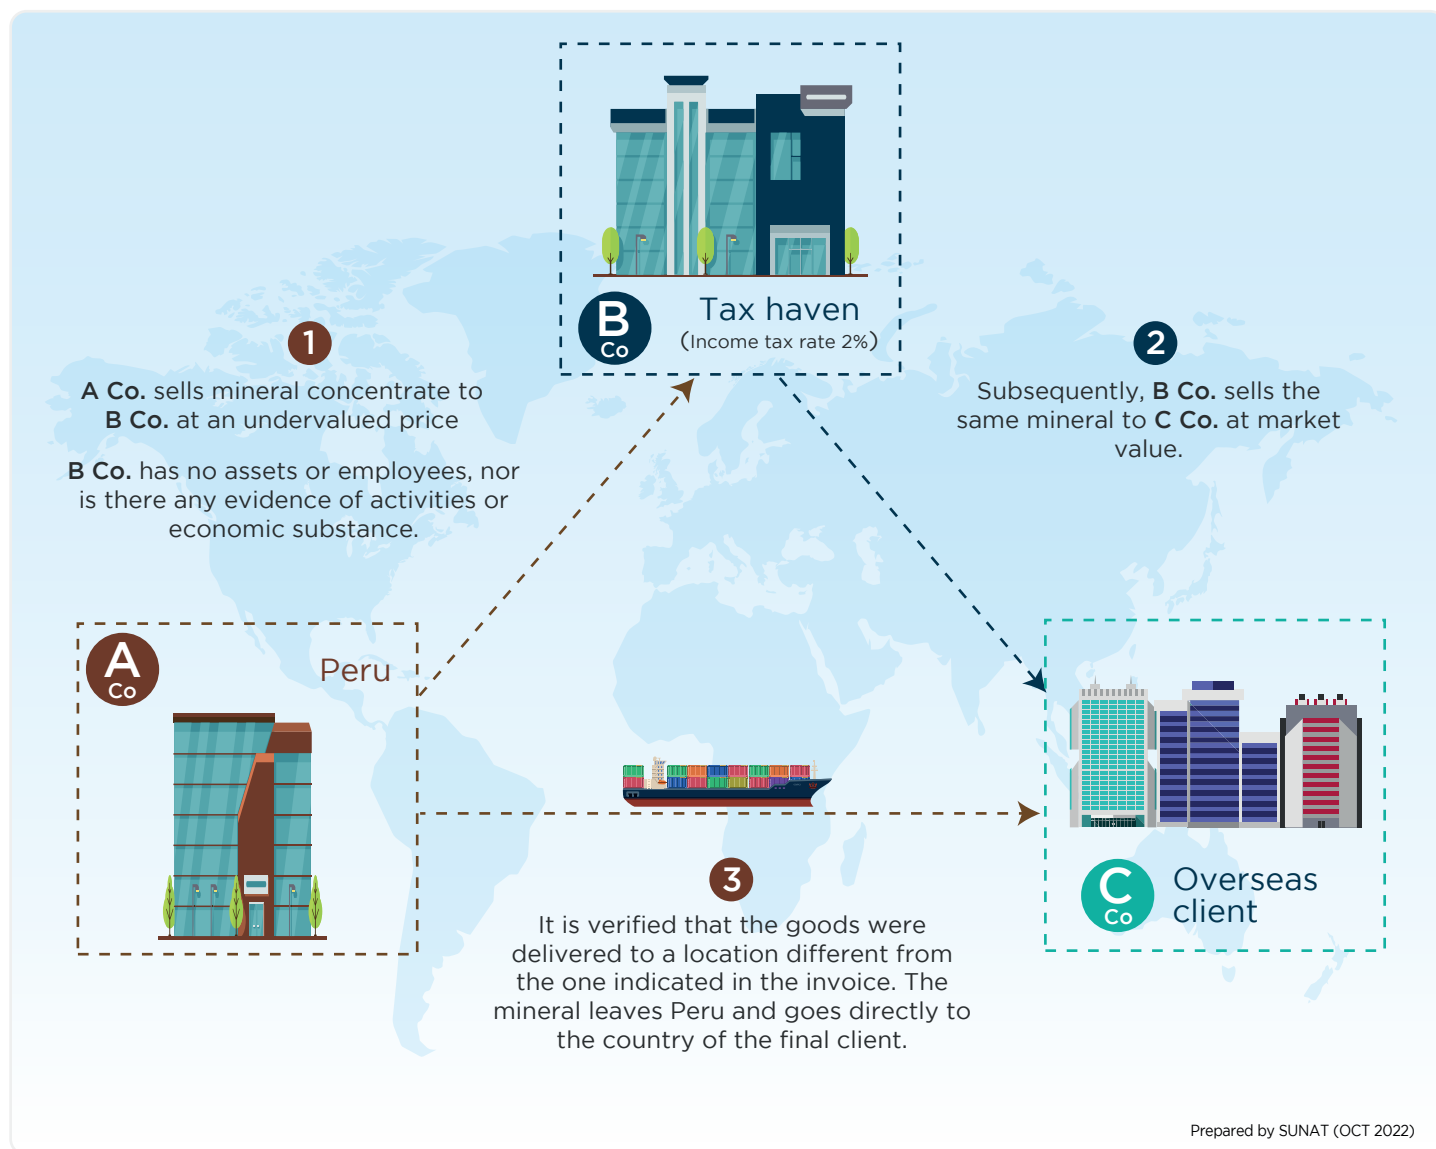 B
Co
Tax haven
(Income tax rate 2%)
1
A Co. sells mineral concentrate to
B Co. at an undervalued price
B Co. has no assets or employees, nor
is there any evidence of activities or
economic substance.
2
Subsequently, B Co. sells the
same mineral to C Co. at market
value.
A
Co
Peru
3
It is verified that the goods were
delivered to a location different from
the one indicated in the invoice. The
mineral leaves Peru and goes directly to
the country of the final client.
C
Co
Overseas
client
Prepared by SUNAT (OCT 2022)